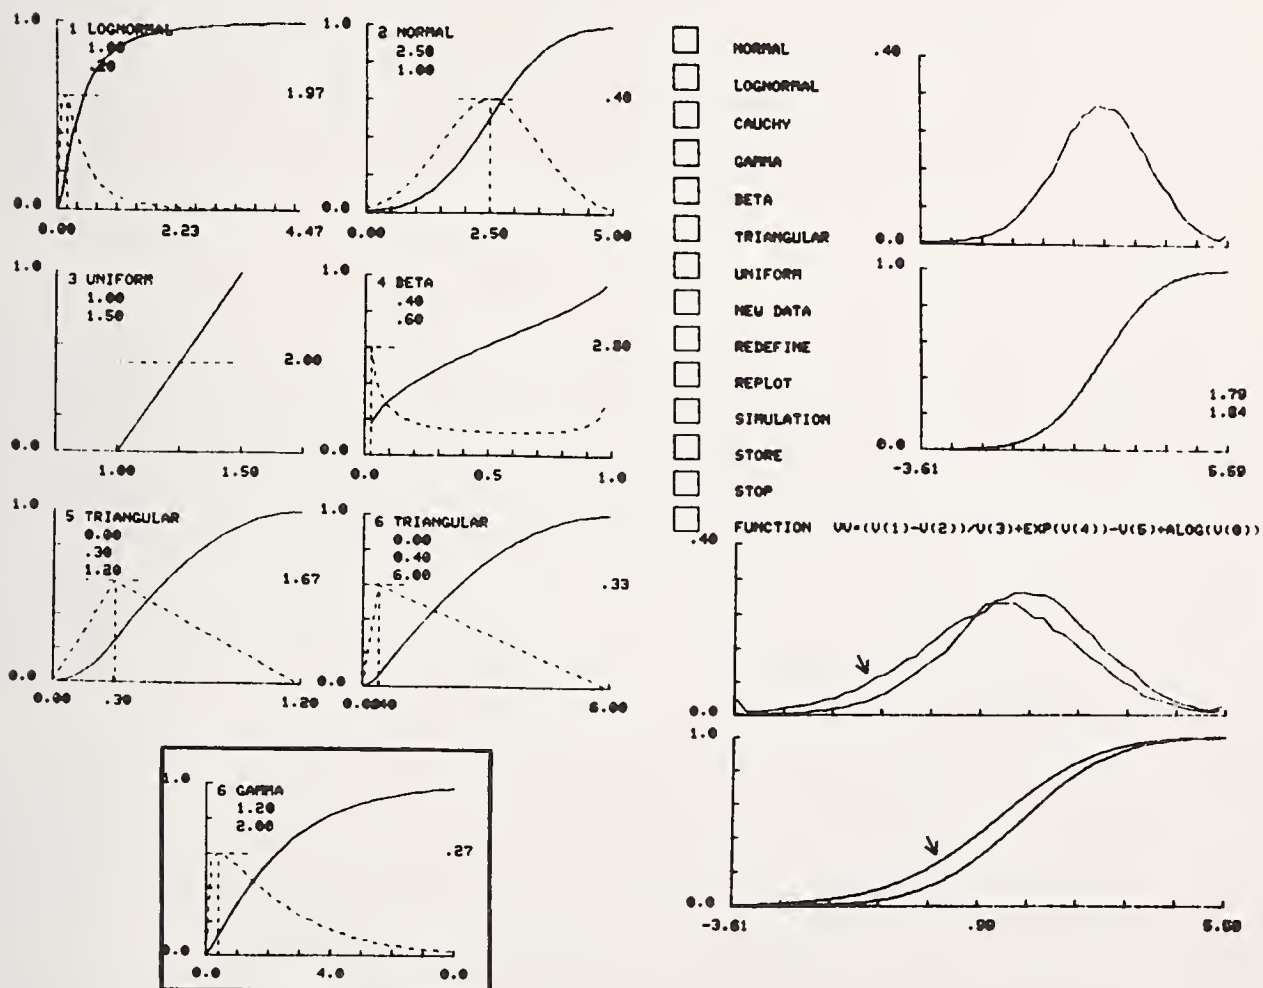 1.0
1 LOGNORMAL
1.00
.20
1.97
0.0
0.00 2.23 4.47
1.0
2 NORMAL
2.50
1.00
.40
0.0
0.00 2.50 5.00
1.0
3 UNIFORM
1.00
1.50
2.00
0.0
1.00 1.50
1.0
4 BETA
.40
.60
2.80
0.0
0.0 0.5 1.0
1.0
5 TRIANGULAR
0.00
.30
1.20
1.67
0.0
0.00 .30 1.20
1.0
6 TRIANGULAR
0.00
0.40
6.00
.33
0.0
6.00
1.0
6 GAMMA
1.20
2.00
.27
0.0
0.0 4.0
NORMAL
LOGNORMAL
CAUCHY
GAMMA
BETA
TRIANGULAR
UNIFORM
NEW DATA
REDEFINE
REPLOT
SIMULATION
STORE
STOP
FUNCTION VV=(V(1)-V(2))/V(3)+EXP(V(4))-V(5)+ALOG(V(6))
.40
0.0
1.0
1.79
1.84
0.0
-3.61
.40
0.0
1.0
0.0
-3.61 .99